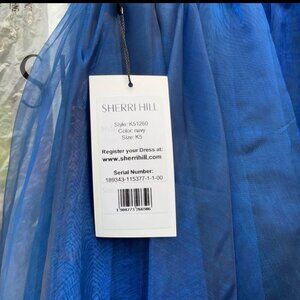 SHERRI HILL
Style: K51260
Color: navy
Size: K5
Register your Dress at:
www.sherrihill.com
Serial Number:
189343-115377-1-1-00